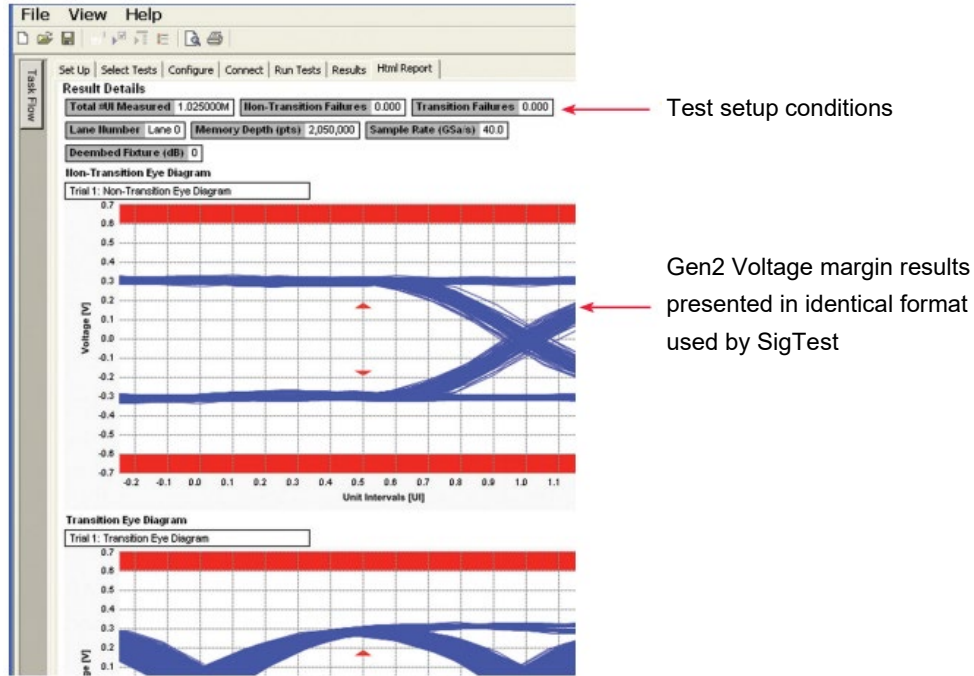 File View Help
Task Flow
Set Up Select Tests Configure Connect Run Tests Results Html Report
Result Details
Total #UI Measured 1.025000M Non-Transition Failures 0.000 Transition Failures 0.000
Test setup conditions
Lane Number Lane 0 Memory Depth (pts) 2,050,000 Sample Rate (GSa/s) 40.0
Deembed Fixture (dB) 0
Non-Transition Eye Diagram
Trial 1: Non-Transition Eye Diagram
0.7
0.6
0.5
0.4
0.3
0.2
0.1
0.0
-0.1
-0.2
-0.3
-0.4
-0.5
-0.6
-0.7
Voltage [V]
-0.2 -0.1 0.0 0.1 0.2 0.3 0.4 0.5 0.6 0.7 0.8 0.9 1.0 1.1
Unit Intervals [UI]
Gen2 Voltage margin results
presented in identical format
used by SigTest
Transition Eye Diagram
Trial 1: Transition Eye Diagram
0.7
0.6
0.5
0.4
0.3
0.2
0.1
[V]